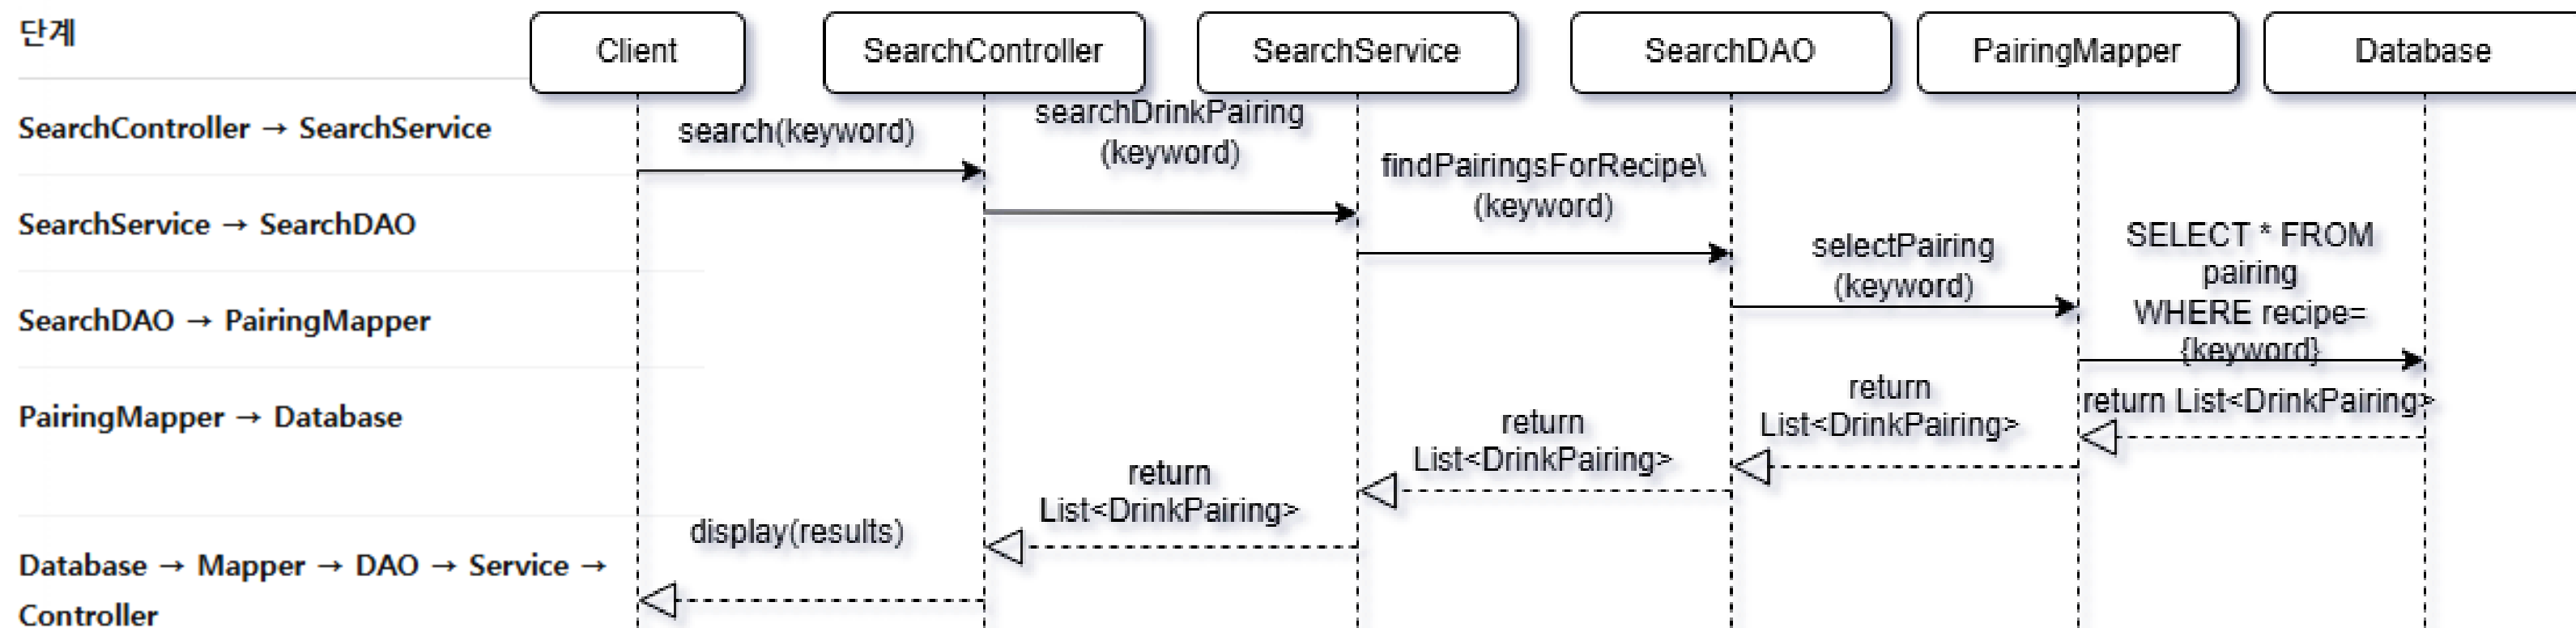 단계
SearchController → SearchService
SearchService → SearchDAO
SearchDAO → PairingMapper
PairingMapper → Database
Database → Mapper → DAO → Service →
Controller
Client
SearchController
SearchService
SearchDAO
PairingMapper
Database
search(keyword)
searchDrinkPairing
(keyword)
findPairingsForRecipe\
(keyword)
selectPairing
(keyword)
SELECT * FROM
pairing
WHERE recipe=
{keyword}
return List<DrinkPairing>
return
List<DrinkPairing>
return
List<DrinkPairing>
return
List<DrinkPairing>
display(results)